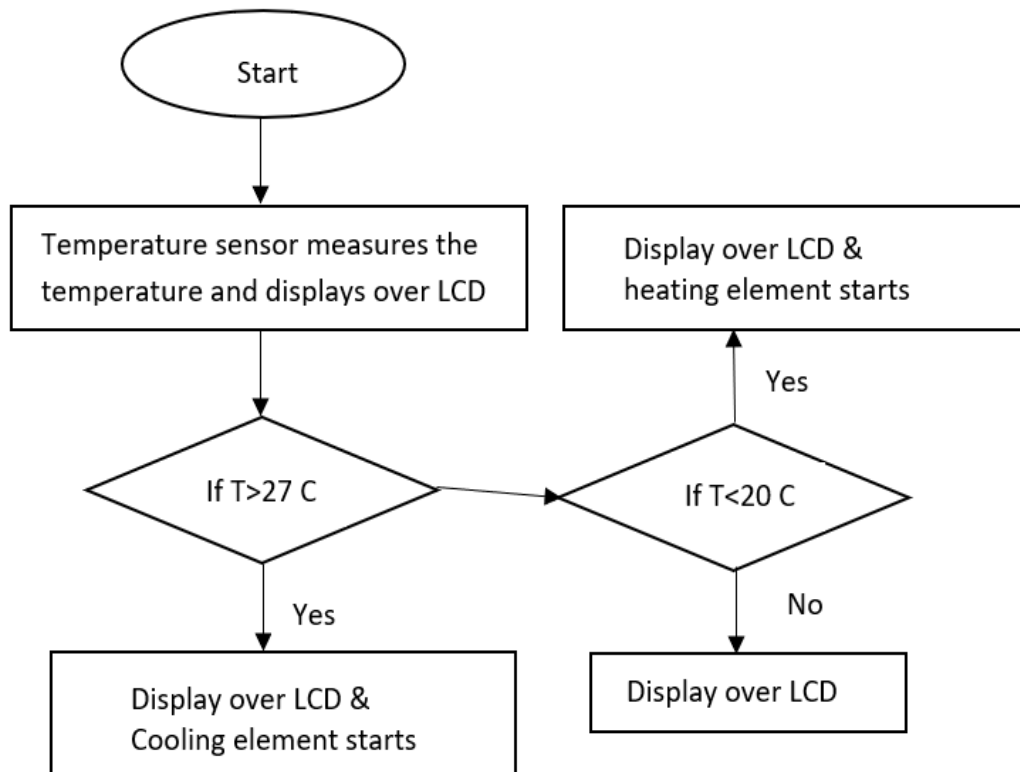 Start
Temperature sensor measures the
temperature and displays over LCD
Display over LCD &
heating element starts
Yes
If T>27 C
If T<20 C
Yes
No
Display over LCD &
Cooling element starts
Display over LCD